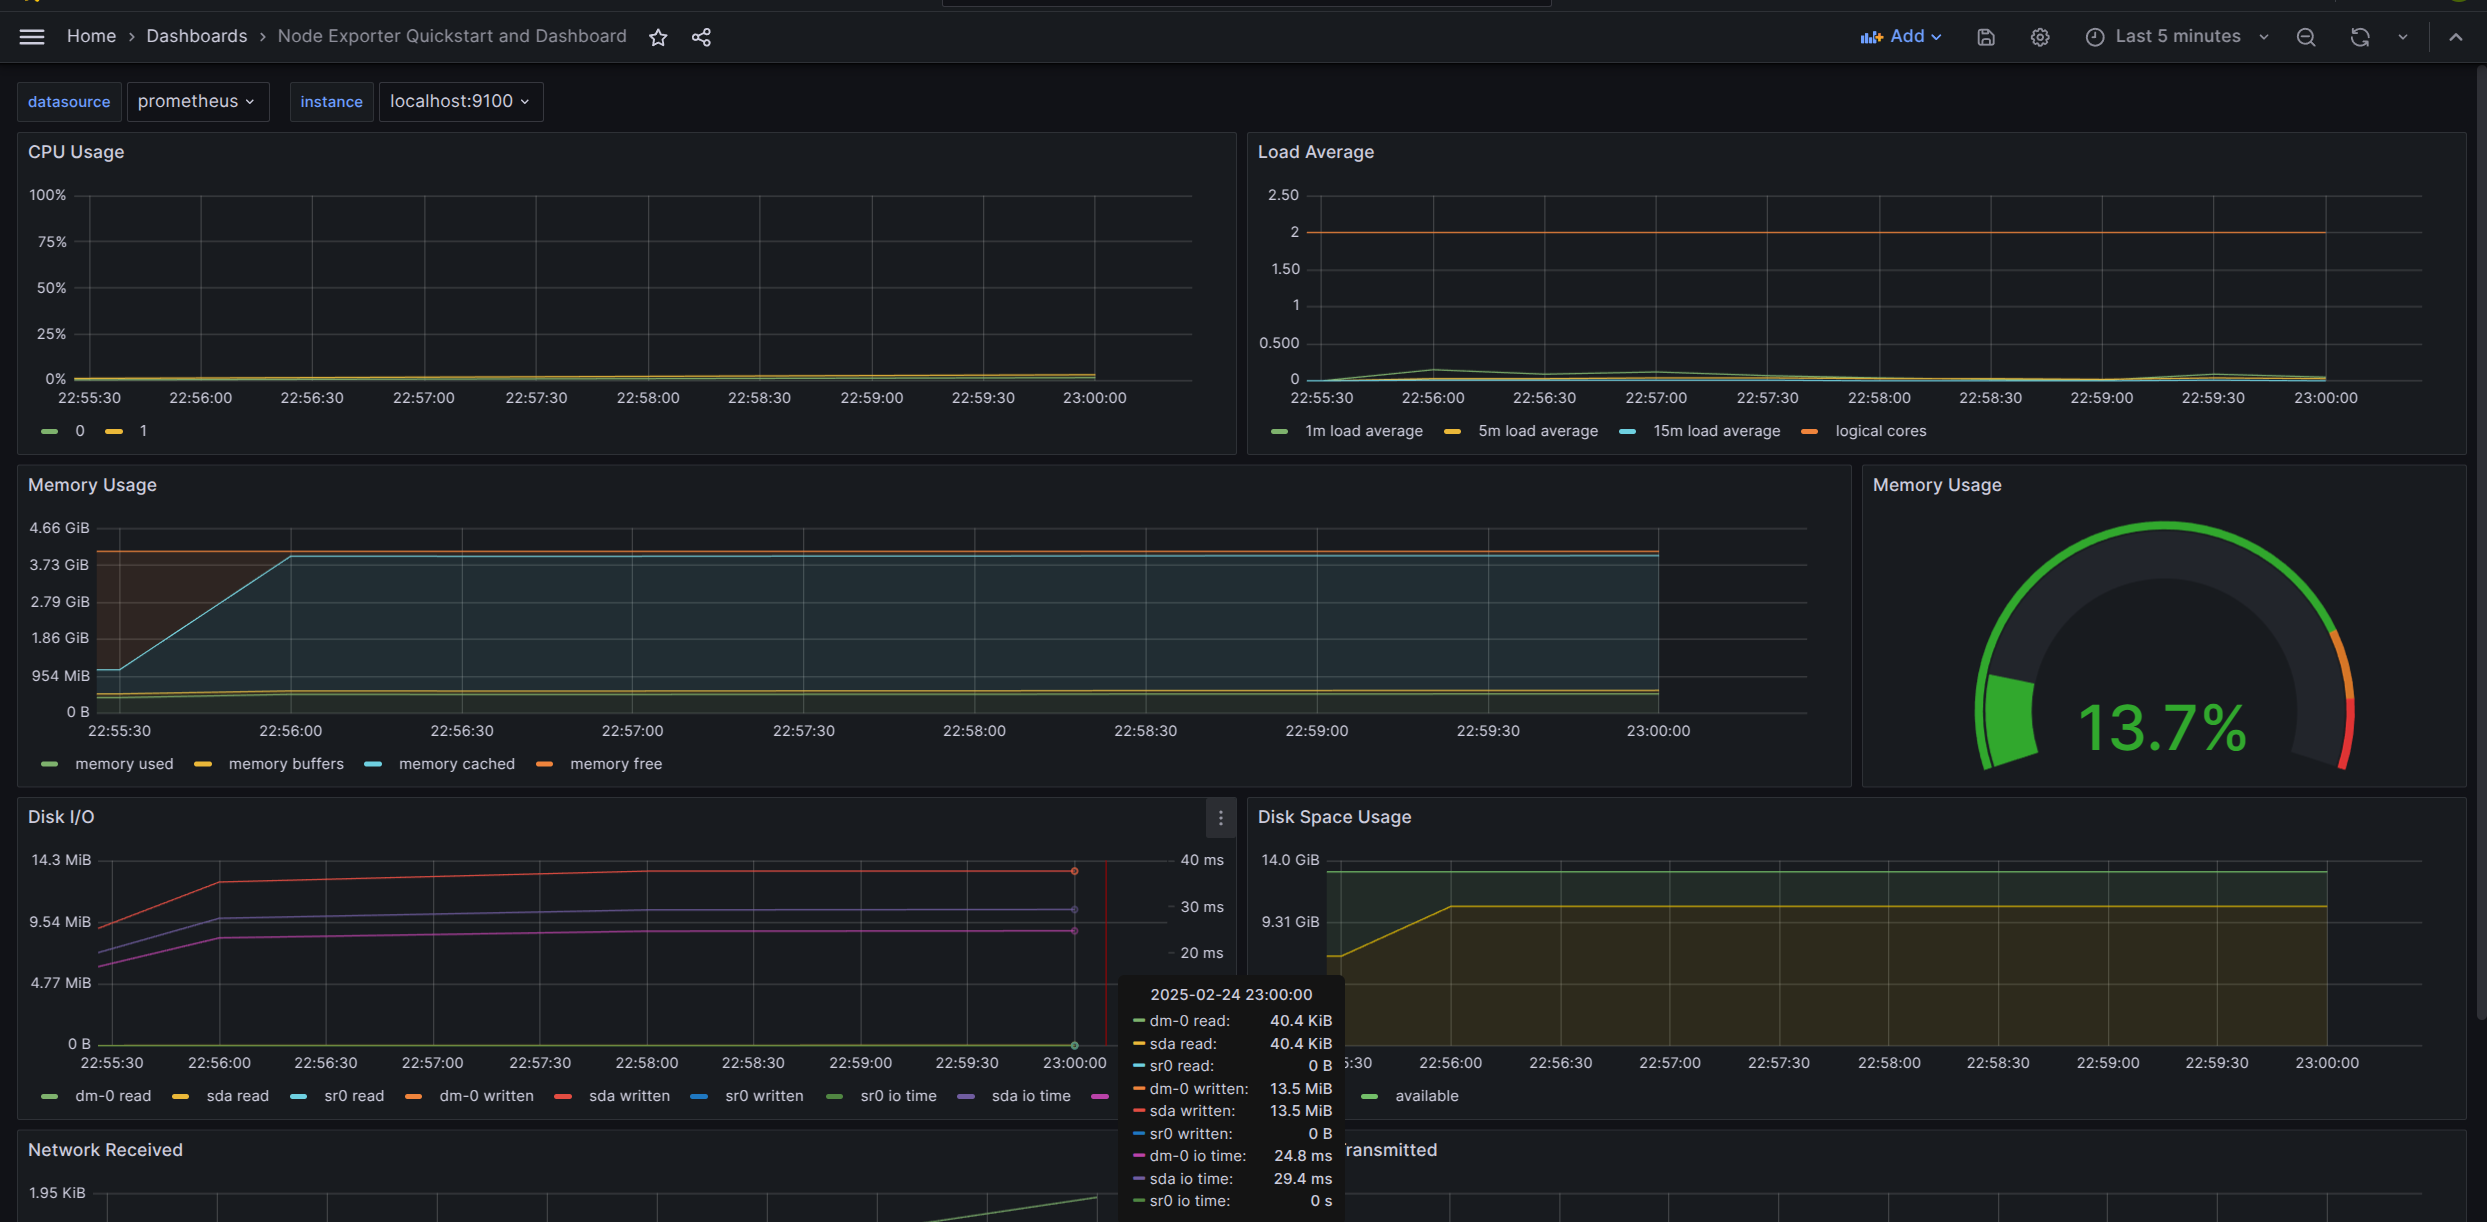 Home › Dashboards › Node Exporter Quickstart and Dashboard
Add
Last 5 minutes
datasource prometheus instance localhost:9100
CPU Usage
100%
75%
50%
25%
0%
22:55:30 22:56:00 22:56:30 22:57:00 22:57:30 22:58:00 22:58:30 22:59:00 22:59:30 23:00:00
0 1
Load Average
2.50
2
1.50
1
0.500
0
22:55:30 22:56:00 22:56:30 22:57:00 22:57:30 22:58:00 22:58:30 22:59:00 22:59:30 23:00:00
1m load average 5m load average 15m load average logical cores
Memory Usage
4.66 GiB
3.73 GiB
2.79 GiB
1.86 GiB
954 MiB
0 B
22:55:30 22:56:00 22:56:30 22:57:00 22:57:30 22:58:00 22:58:30 22:59:00 22:59:30 23:00:00
memory used memory buffers memory cached memory free
Memory Usage
13.7%
Disk I/O
14.3 MiB
9.54 MiB
4.77 MiB
0 B
40 ms
30 ms
20 ms
22:55:30 22:56:00 22:56:30 22:57:00 22:57:30 22:58:00 22:58:30 22:59:00 22:59:30 23:00:00
dm-0 read sda read sr0 read dm-0 written sda written sr0 written sr0 io time sda io time
2025-02-24 23:00:00
dm-0 read: 40.4 KiB
sda read: 40.4 KiB
sr0 read: 0 B
dm-0 written: 13.5 MiB
sda written: 13.5 MiB
sr0 written: 0 B
dm-0 io time: 24.8 ms
sda io time: 29.4 ms
sr0 io time: 0 s
Disk Space Usage
14.0 GiB
9.31 GiB
5:30 22:56:00 22:56:30 22:57:00 22:57:30 22:58:00 22:58:30 22:59:00 22:59:30 23:00:00
available
Network Received
1.95 KiB
ransmitted